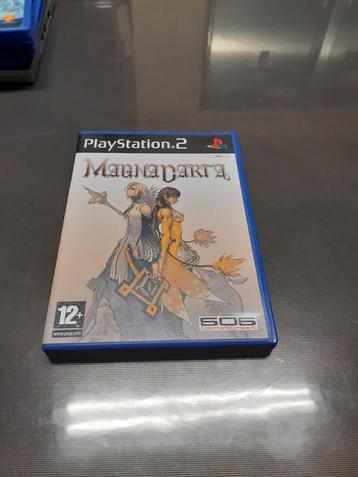 PlayStation.2
MAGNACARTA
12+
www.pegi.info
505
GameStreet